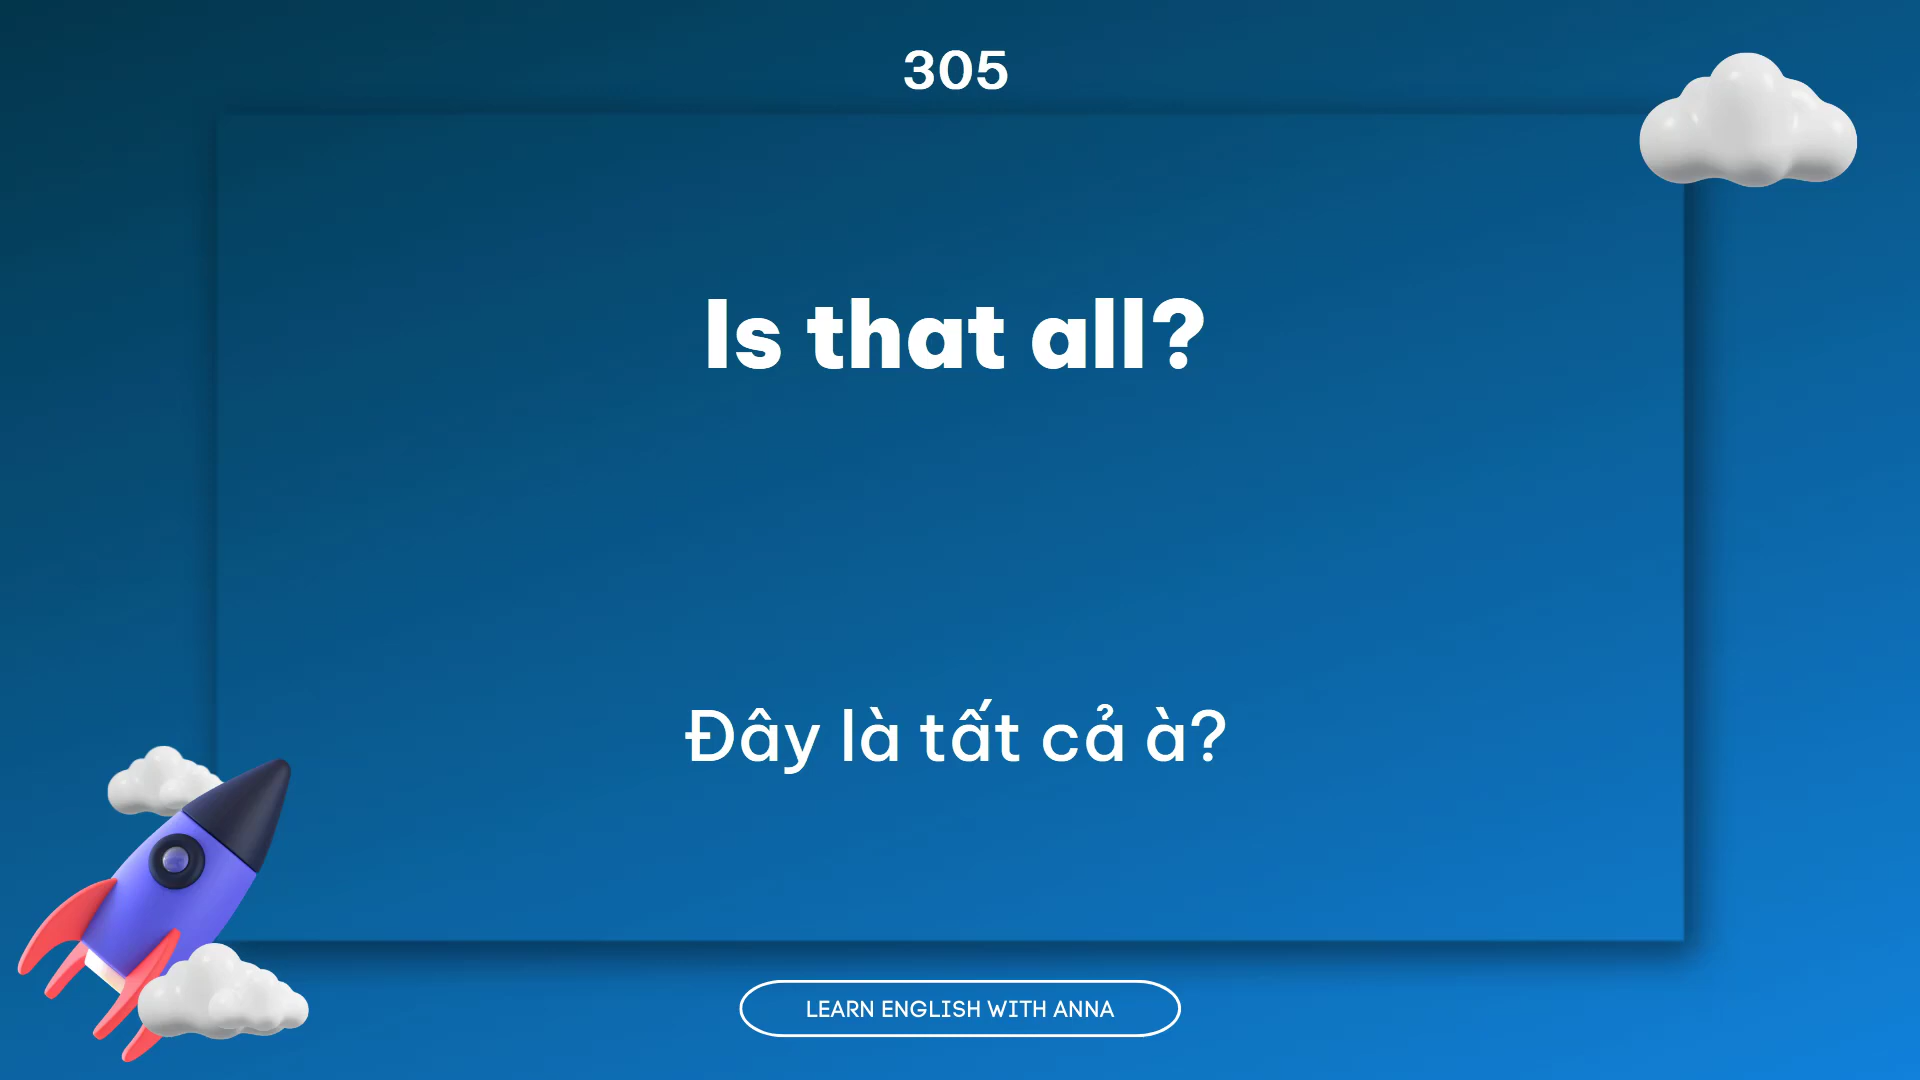 305
Is that all?
Đây là tất cả à?
LEARN ENGLISH WITH ANNA